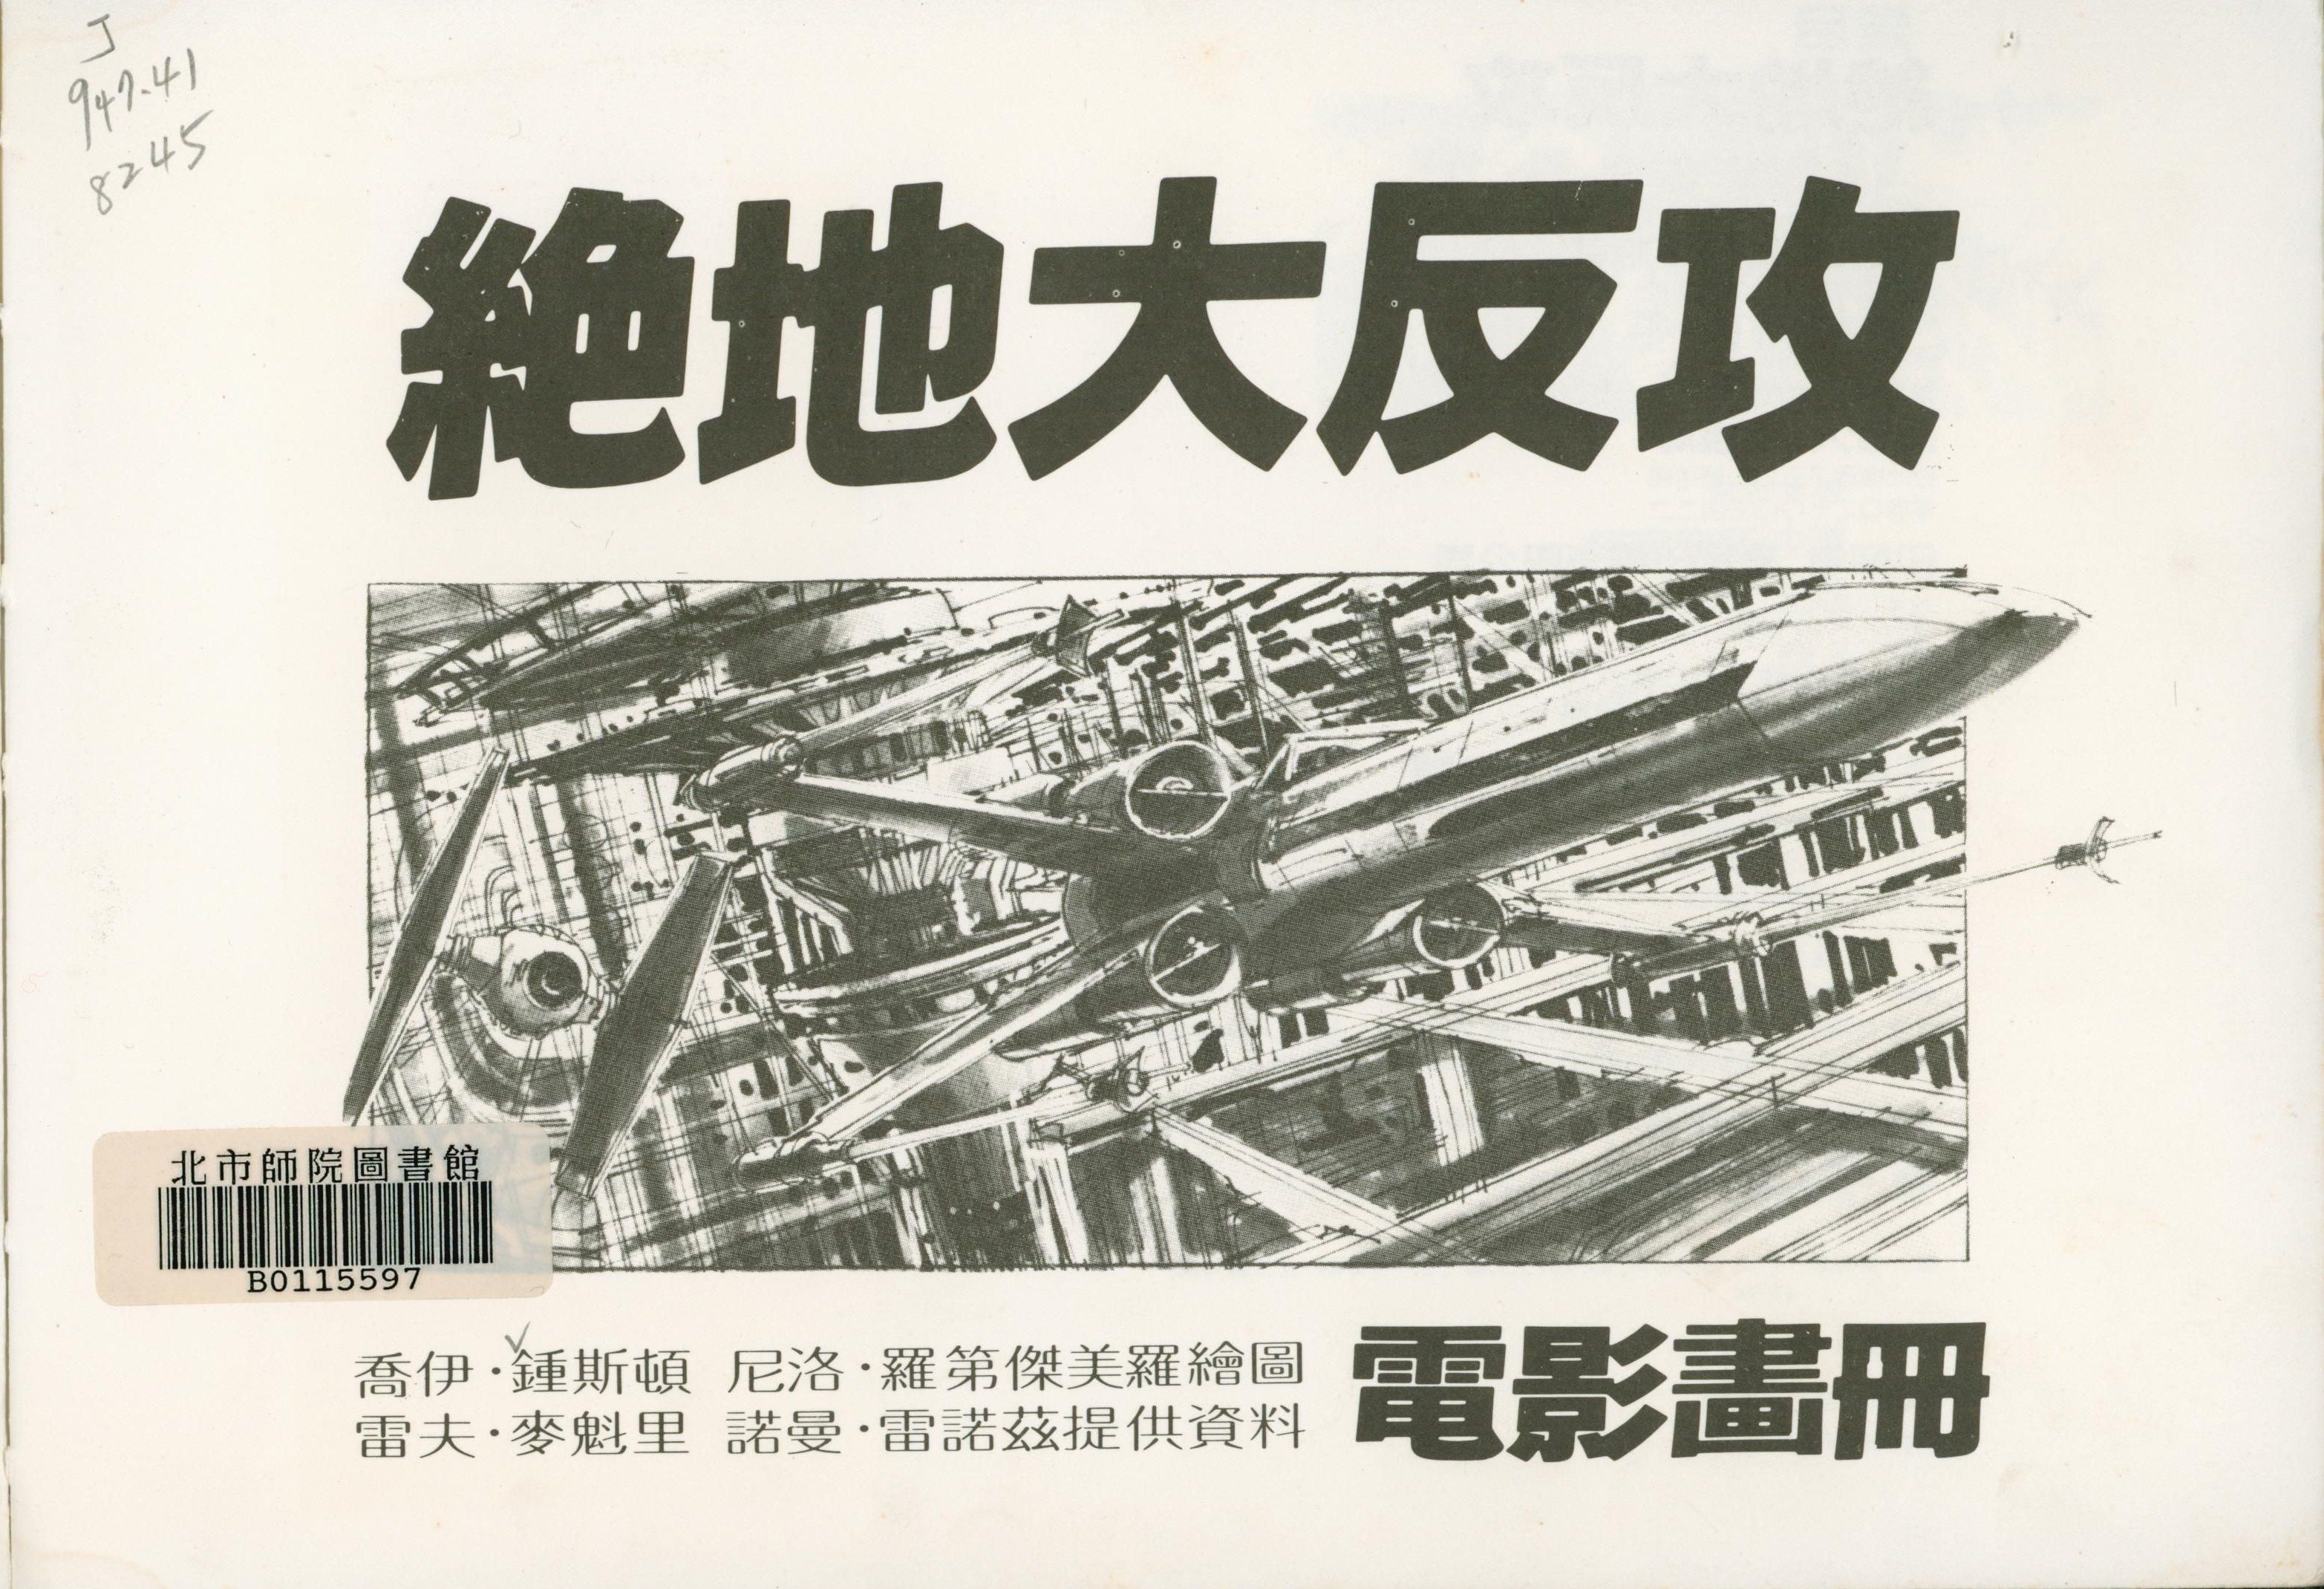 J
947.41
8245
絕地大反攻
北市師院圖書館
B0115597
喬伊·鍾斯頓 尼洛·羅第傑美羅繪圖
雷夫·麥魁里 諾曼·雷諾茲提供資料
電影畫冊